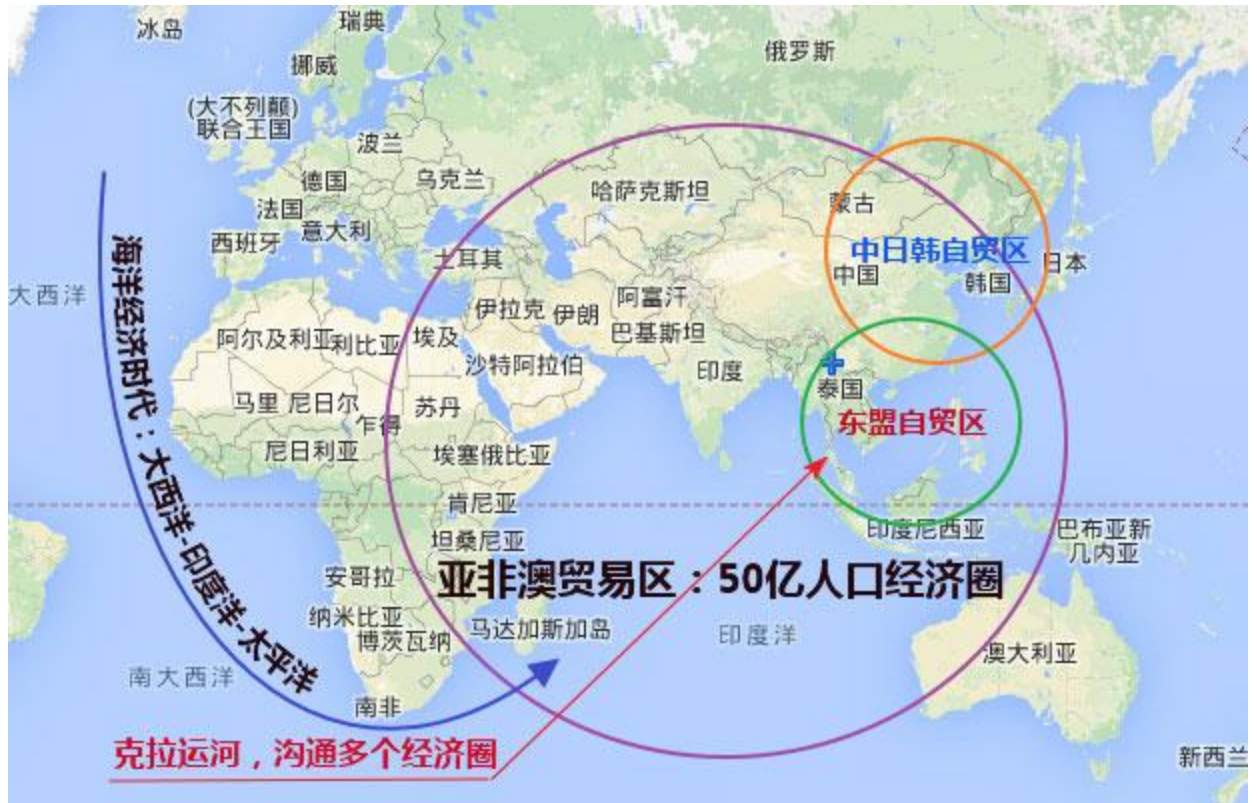 冰岛
瑞典
挪威
俄罗斯
(大不列颠)
联合王国
波兰
德国
乌克兰
法国
哈萨克斯坦
蒙古
西班牙
意大利
土耳其
中日韩自贸区
日本
中国
韩国
大西洋
伊拉克
伊朗
阿富汗
阿尔及利亚
利比亚
埃及
巴基斯坦
沙特阿拉伯
印度
泰国
马里
尼日尔
乍得
苏丹
东盟自贸区
尼日利亚
埃塞俄比亚
肯尼亚
印度尼西亚
巴布亚新
几内亚
坦桑尼亚
安哥拉
亚非澳贸易区：50亿人口经济圈
纳米比亚
博茨瓦纳
马达加斯加岛
印度洋
澳大利亚
海洋经济时代：大西洋-印度洋-太平洋
南大西洋
南非
克拉运河，沟通多个经济圈
新西兰